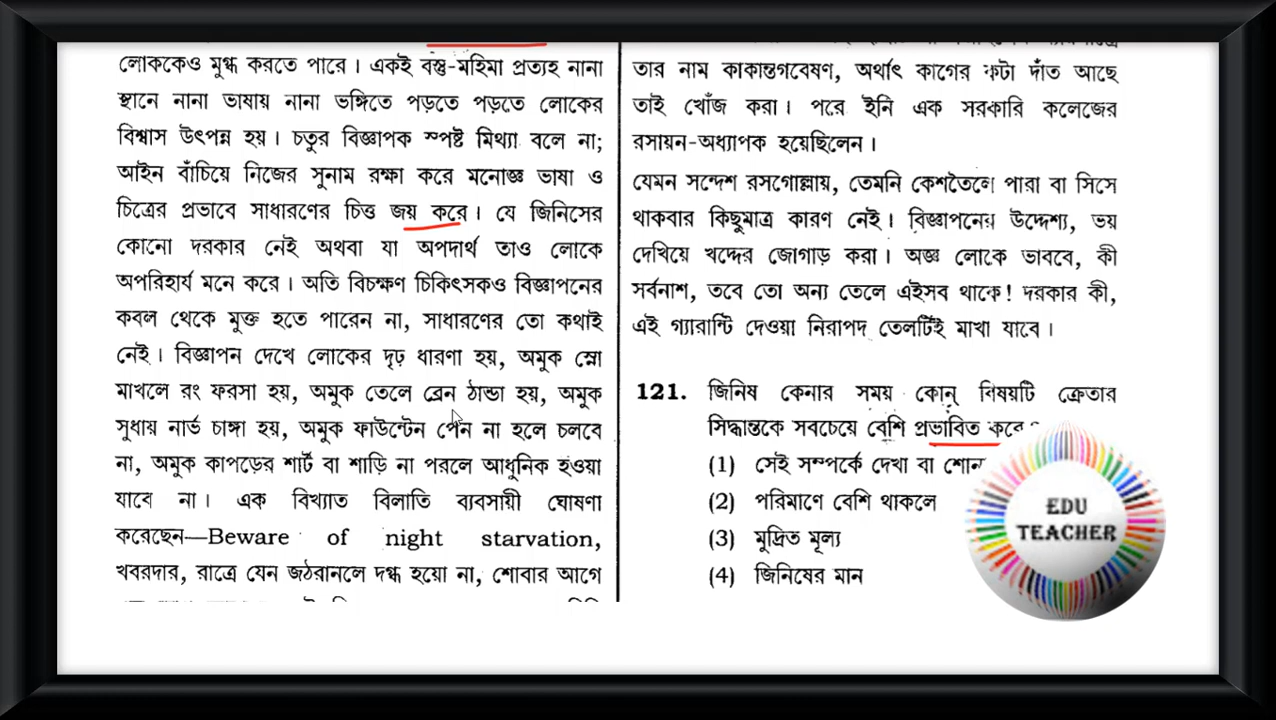 লোককেও মুগ্ধ করতে পারে। একই বস্তু-মহিমা প্রত্যহ নানা
স্থানে নানা ভাষায় নানা ভঙ্গিতে পড়তে পড়তে লোকের
বিশ্বাস উৎপন্ন হয়। চতুর বিজ্ঞাপক স্পষ্ট মিথ্যা বলে না;
আইন বাঁচিয়ে নিজের সুনাম রক্ষা করে মনোজ্ঞ ভাষা ও
চিত্রের প্রভাবে সাধারণের চিত্ত জয় করে। যে জিনিসের
কোনো দরকার নেই অথবা যা অপদার্থ তাও লোকে
অপরিহার্য মনে করে। অতি বিচক্ষণ চিকিৎসকও বিজ্ঞাপনের
কবল থেকে মুক্ত হতে পারেন না, সাধারণের তো কথাই
নেই। বিজ্ঞাপন দেখে লোকের দৃঢ় ধারণা হয়, অমুক স্নো
মাখলে রং ফরসা হয়, অমুক তেলে ব্রেন ঠান্ডা হয়, অমুক
সুধায় নার্ভ চাঙ্গা হয়, অমুক ফাউন্টেন পেন না হলে চলবে
না, অমুক কাপড়ের শার্ট বা শাড়ি না পরলে আধুনিক হওয়া
যাবে না। এক বিখ্যাত বিলাতি ব্যবসায়ী ঘোষণা
করেছেন—Beware of night starvation,
খবরদার, রাত্রে যেন জঠরানলে দগ্ধ হয়ো না, শোবার আগে
তার নাম কাকান্তগবেষণ, অর্থাৎ কাগের কটা দাঁত আছে
তাই খোঁজ করা। পরে ইনি এক সরকারি কলেজের
রসায়ন-অধ্যাপক হয়েছিলেন।
যেমন সন্দেশ রসগোল্লায়, তেমনি কেশতৈলে পারা বা সিসে
থাকবার কিছুমাত্র কারণ নেই। বিজ্ঞাপনের উদ্দেশ্য, ভয়
দেখিয়ে খদ্দের জোগাড় করা। অজ্ঞ লোকে ভাববে, কী
সর্বনাশ, তবে তো অন্য তেলে এইসব থাকে! দরকার কী,
এই গ্যারান্টি দেওয়া নিরাপদ তেলটিই মাখা যাবে।
121. জিনিষ কেনার সময় কোন্ বিষয়টি ক্রেতার
সিদ্ধান্তকে সবচেয়ে বেশি প্রভাবিত করে
(1) সেই সম্পর্কে দেখা বা
(2) পরিমাণে বেশি থাকলে
(3) মুদ্রিত মূল্য
(4) জিনিষের মান
EDU
TEACHER